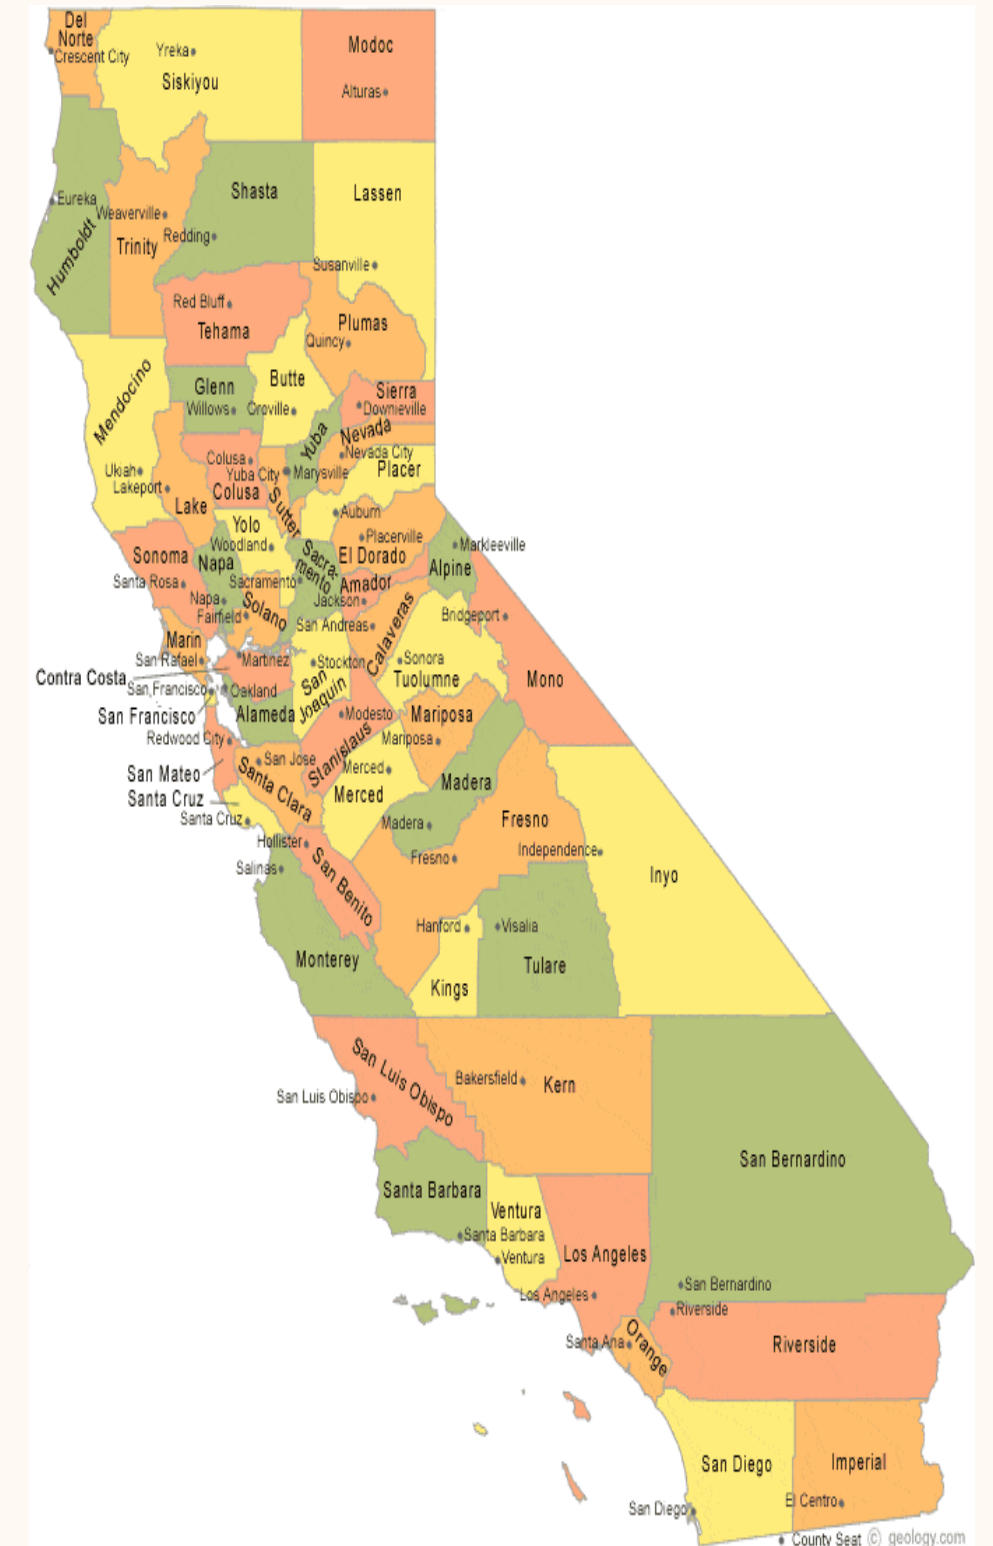 Del
Norte
Crescent City
Yreka
Siskiyou
Modoc
Alturas
Eureka
Humboldt
Weaverville
Trinity
Shasta
Redding
Lassen
Susanville
Red Bluff
Tehama
Plumas
Quincy
Mendocino
Glenn
Willows
Butte
Oroville
Sierra
Downieville
Yuba
Nevada
Nevada City
Placer
Ukiah
Lakeport
Lake
Colusa
Yuba City
Colusa
Marysville
Sutter
Auburn
Yolo
Woodland
Placerville
El Dorado
Sonoma
Santa Rosa
Napa
Napa
Sacra-
mento
Sacramento
Markleeville
Alpine
Amador
Jackson
Solano
Fairfield
San Andreas
Calaveras
Bridgeport
Marin
San Rafael
Martinez
Contra Costa
Stockton
San
Joaquin
Sonora
Tuolumne
Mono
San Francisco
Oakland
San Francisco
Alameda
Modesto
Stanislaus
Mariposa
Mariposa
Redwood City
San Mateo
San Jose
Santa Clara
Merced
Merced
Madera
Madera
Santa Cruz
Santa Cruz
Fresno
Fresno
Independence
Inyo
Hollister
San Benito
Salinas
Monterey
Hanford
Kings
Visalia
Tulare
San Luis Obispo
San Luis Obispo
Bakersfield
Kern
San Bernardino
Santa Barbara
Santa Barbara
Ventura
Ventura
Los Angeles
Los Angeles
San Bernardino
Riverside
Riverside
Santa Ana
Orange
San Diego
San Diego
Imperial
El Centro
County Seat © geology.com